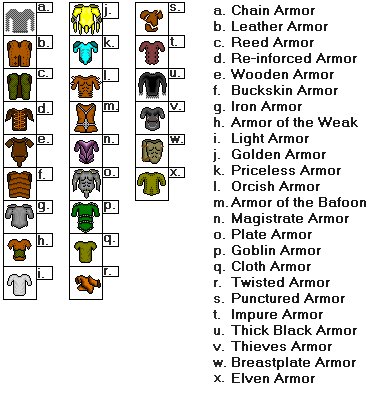 a.
b.
c.
d.
e.
f.
g.
h.
i.
j.
k.
l.
m.
n.
o.
p.
q.
r.
s.
t.
u.
v.
w.
x.
a. Chain Armor
b. Leather Armor
c. Reed Armor
d. Re-inforced Armor
e. Wooden Armor
f. Buckskin Armor
g. Iron Armor
h. Armor of the Weak
i. Light Armor
j. Golden Armor
k. Priceless Armor
l. Orcish Armor
m. Armor of the Bafoon
n. Magistrate Armor
o. Plate Armor
p. Goblin Armor
q. Cloth Armor
r. Twisted Armor
s. Punctured Armor
t. Impure Armor
u. Thick Black Armor
v. Thieves Armor
w. Breastplate Armor
x. Elven Armor